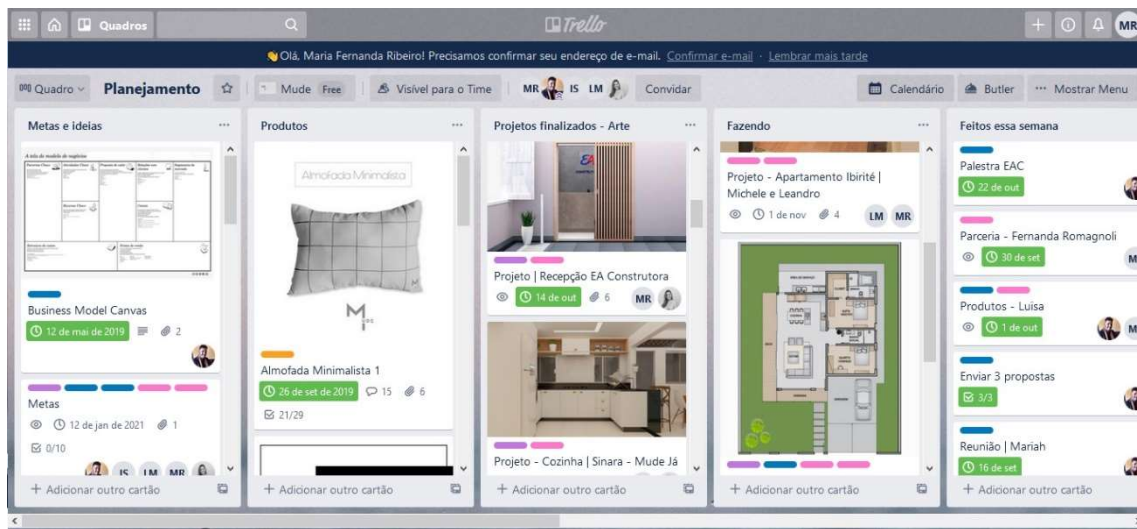 Quadros
Trello
MR
Olá, Maria Fernanda Ribeiro! Precisamos confirmar seu endereço de e-mail. Confirmar e-mail · Lembrar mais tarde
Quadro
Planejamento
Mude Free
Visível para o Time
MR IS LM
Convidar
Calendário
Butler
Mostrar Menu
Metas e ideias
A tela do modelo de negócios
Business Model Canvas
12 de mai de 2019
2
Metas
12 de jan de 2021
1
0/10
IS LM MR
+ Adicionar outro cartão
Produtos
Almofada Minimalista
M
Almofada Minimalista 1
26 de set de 2019
15
6
21/29
+ Adicionar outro cartão
Projetos finalizados - Arte
EA
Projeto | Recepção EA Construtora
14 de out
6
MR
Projeto - Cozinha | Sinara - Mude Já
+ Adicionar outro cartão
Fazendo
Projeto - Apartamento Ibirité |
Michele e Leandro
1 de nov
4
LM MR
+ Adicionar outro cartão
Feitos essa semana
Palestra EAC
22 de out
Parceria - Fernanda Romagnoli
30 de set
M
Produtos - Luisa
1 de out
M
Enviar 3 propostas
3/3
Reunião | Mariah
16 de set
+ Adicionar outro cartão